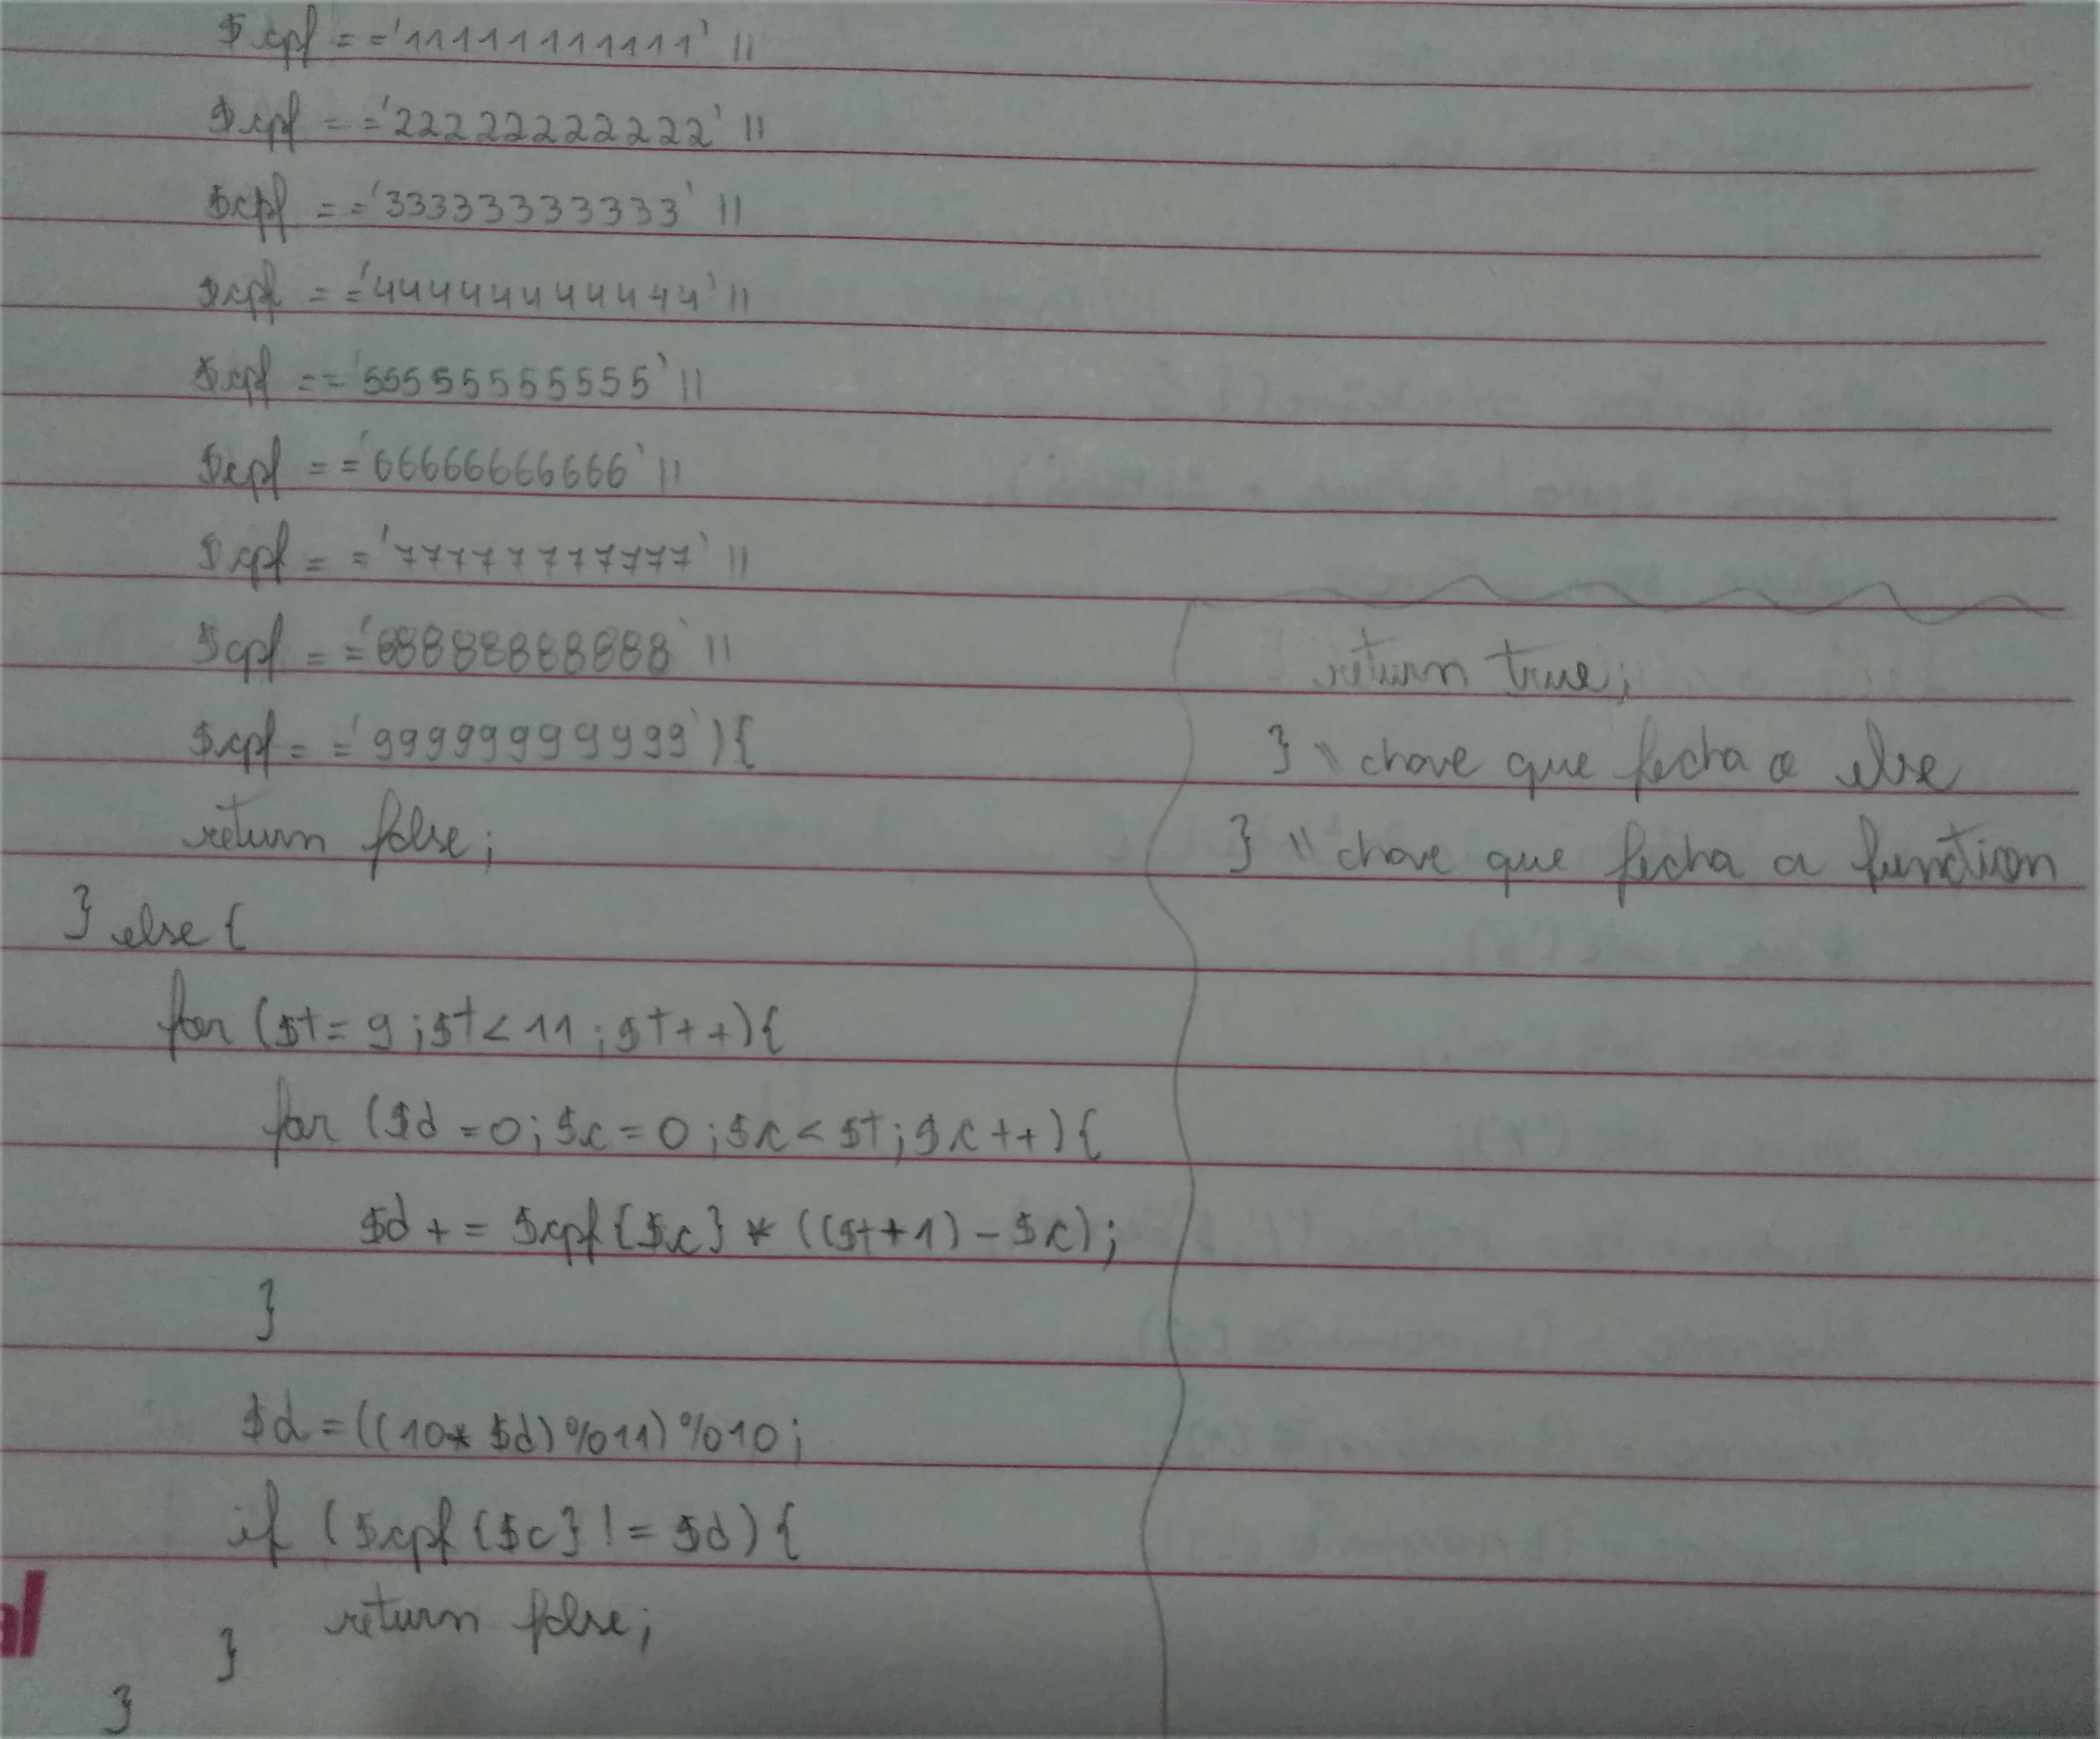 $cpf == '11111111111' ||
$cpf == '22222222222' ||
$cpf == '33333333333' ||
$cpf == '44444444444' ||
$cpf == '55555555555' ||
$cpf == '66666666666' ||
$cpf == '77777777777' ||
$cpf == '88888888888' ||
$cpf == '99999999999'){
return false;
} else {
for ($t = 9 ; $t < 11 ; $t++){
for ($d = 0 ; $c = 0 ; $c < $t ; $c++){
$d += $cpf{$c} * (($t+1) - $c);
}
$d = ((10* $d) %11) %10;
if ($cpf{$c} != $d) {
return false;
}
}
al
return true;
} \\ chave que fecha o else
} \\ chave que fecha a function